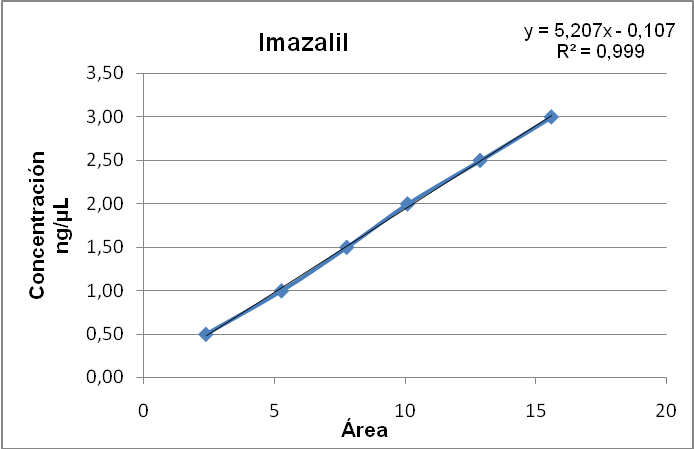 Imazalil
y = 5,207x - 0,107
R² = 0,999
3,50
3,00
2,50
2,00
1,50
1,00
0,50
0,00
Concentración
ng/µL
0 5 10 15 20
Área